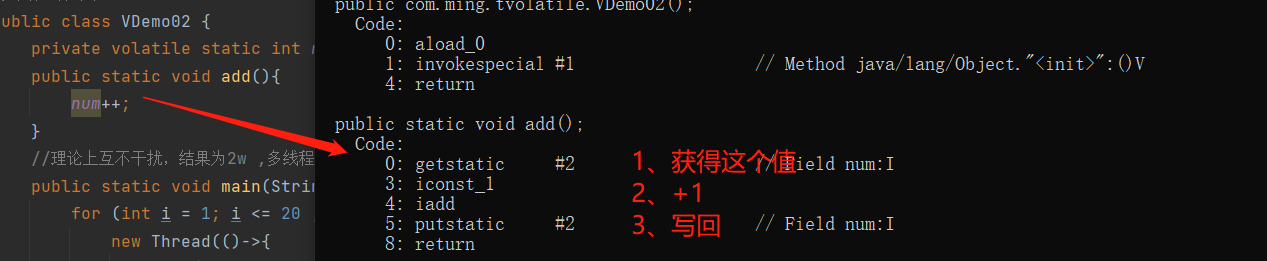 ublic class VDemo02 {
private volatile static int
public static void add(){
num++;
}
//理论上互不干扰，结果为2w ,多线程
public static void main(Strin
for (int i = 1; i <= 20
new Thread(()->{
public com.ming.tvolatile.VDemo02();
Code:
0: aload_0
1: invokespecial #1 // Method java/lang/Object."<init>":()V
4: return
public static void add();
Code:
0: getstatic #2 // Field num:I
3: iconst_1
4: iadd
5: putstatic #2 // Field num:I
8: return
1、获得这个值
2、+1
3、写回